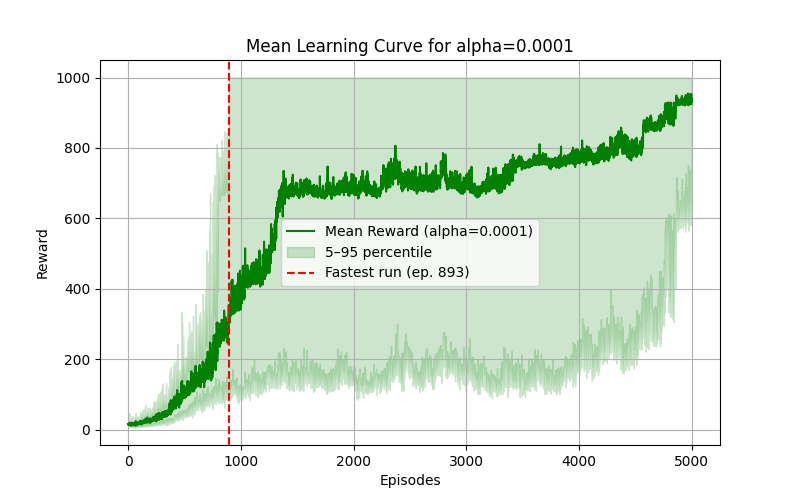 Mean Learning Curve for alpha=0.0001
1000
800
600
400
200
0
Reward
Mean Reward (alpha=0.0001)
5–95 percentile
Fastest run (ep. 893)
0
1000
2000
3000
4000
5000
Episodes